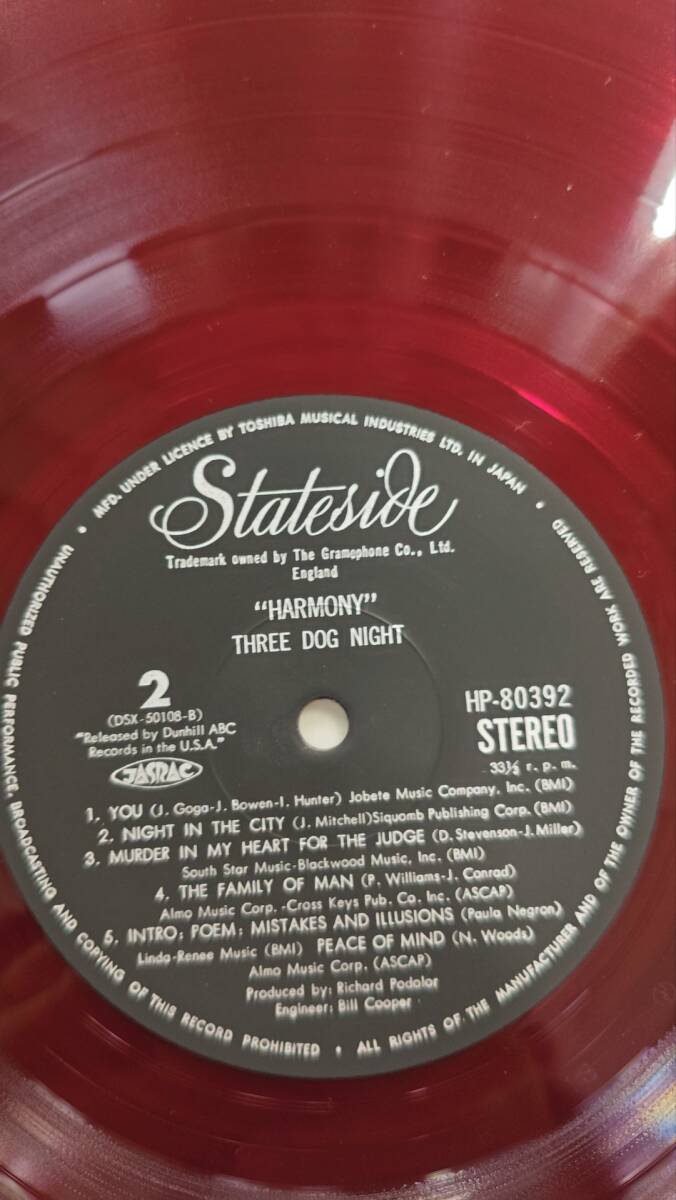 • MFD. UNDER LICENCE BY TOSHIBA MUSICAL INDUSTRIES LTD. IN JAPAN •
Stateside
Trademark owned by The Gramophone Co., Ltd.
England
"HARMONY"
THREE DOG NIGHT
2
(DSX-50108-B)
"Released by Dunhill ABC
Records in the U.S.A."
JASRAC
HP-80392
STEREO
33⅓ r. p. m.
1. YOU (J. Goga-J. Bowen-I. Hunter) Jobete Music Company, Inc. (BMI)
2. NIGHT IN THE CITY (J. Mitchell)Siquomb Publishing Corp. (BMI)
3. MURDER IN MY HEART FOR THE JUDGE (D. Stevenson-J. Miller)
South Star Music-Blackwood Music, Inc. (BMI)
4. THE FAMILY OF MAN (P. Williams-J. Conrad)
Almo Music Corp. -Cross Keys Pub. Co. Inc. (ASCAP)
5. INTRO; POEM; MISTAKES AND ILLUSIONS (Paula Negron)
Linda-Renee Music (BMI) PEACE OF MIND (N. Woods)
Almo Music Corp. (ASCAP)
Produced by: Richard Podolor
Engineer: Bill Cooper
UNAUTHORIZED PUBLIC PERFORMANCE, BROADCASTING AND COPYING OF THIS RECORD PROHIBITED • ALL RIGHTS OF THE MANUFACTURER AND OF THE OWNER OF THE RECORDED WORK ARE RESERVED